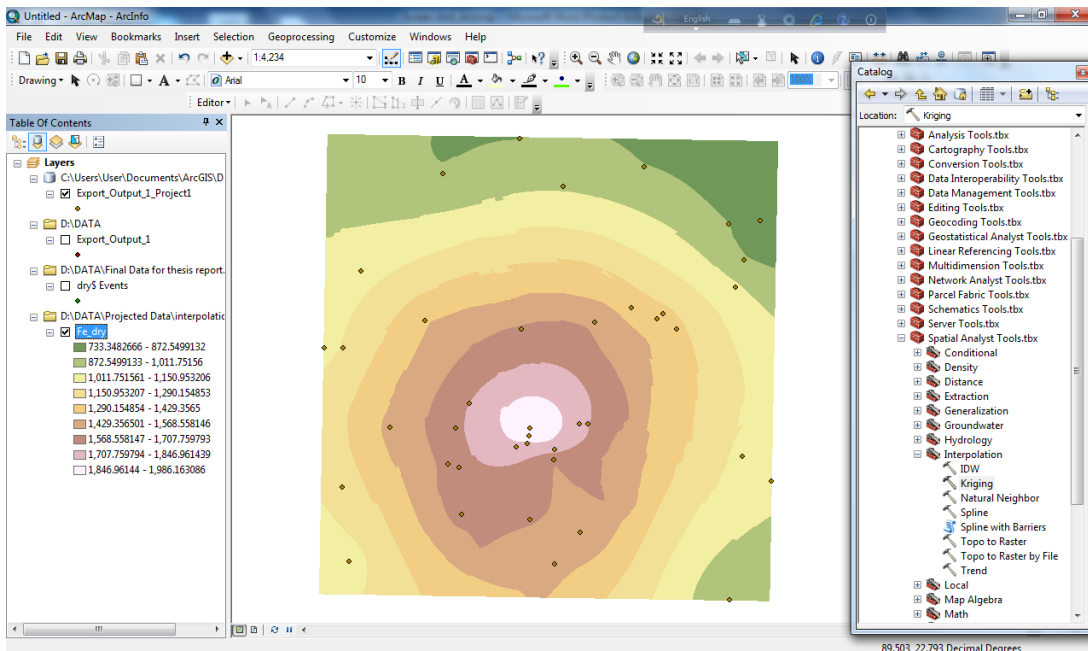 Untitled - ArcMap - ArcInfo
English
File Edit View Bookmarks Insert Selection Geoprocessing Customize Windows Help
1:4,234
Drawing
Arial
10
B I U A
100%
Editor
Table Of Contents
Layers
C:\Users\User\Documents\ArcGIS\D
Export_Output_1_Project1
D:\DATA
Export_Output_1
D:\DATA\Final Data for thesis report.
dry$ Events
D:\DATA\Projected Data\interpolatic
Fe_dry
733.3482666 - 872.5499132
872.5499133 - 1,011.75156
1,011.751561 - 1,150.953206
1,150.953207 - 1,290.154853
1,290.154854 - 1,429.3565
1,429.356501 - 1,568.558146
1,568.558147 - 1,707.759793
1,707.759794 - 1,846.961439
1,846.96144 - 1,986.163086
Catalog
Location: Kriging
Analysis Tools.tbx
Cartography Tools.tbx
Conversion Tools.tbx
Data Interoperability Tools.tbx
Data Management Tools.tbx
Editing Tools.tbx
Geocoding Tools.tbx
Geostatistical Analyst Tools.tbx
Linear Referencing Tools.tbx
Multidimension Tools.tbx
Network Analyst Tools.tbx
Parcel Fabric Tools.tbx
Schematics Tools.tbx
Server Tools.tbx
Spatial Analyst Tools.tbx
Conditional
Density
Distance
Extraction
Generalization
Groundwater
Hydrology
Interpolation
IDW
Kriging
Natural Neighbor
Spline
Spline with Barriers
Topo to Raster
Topo to Raster by File
Trend
Local
Map Algebra
Math
89.503 22.793 Decimal Degrees